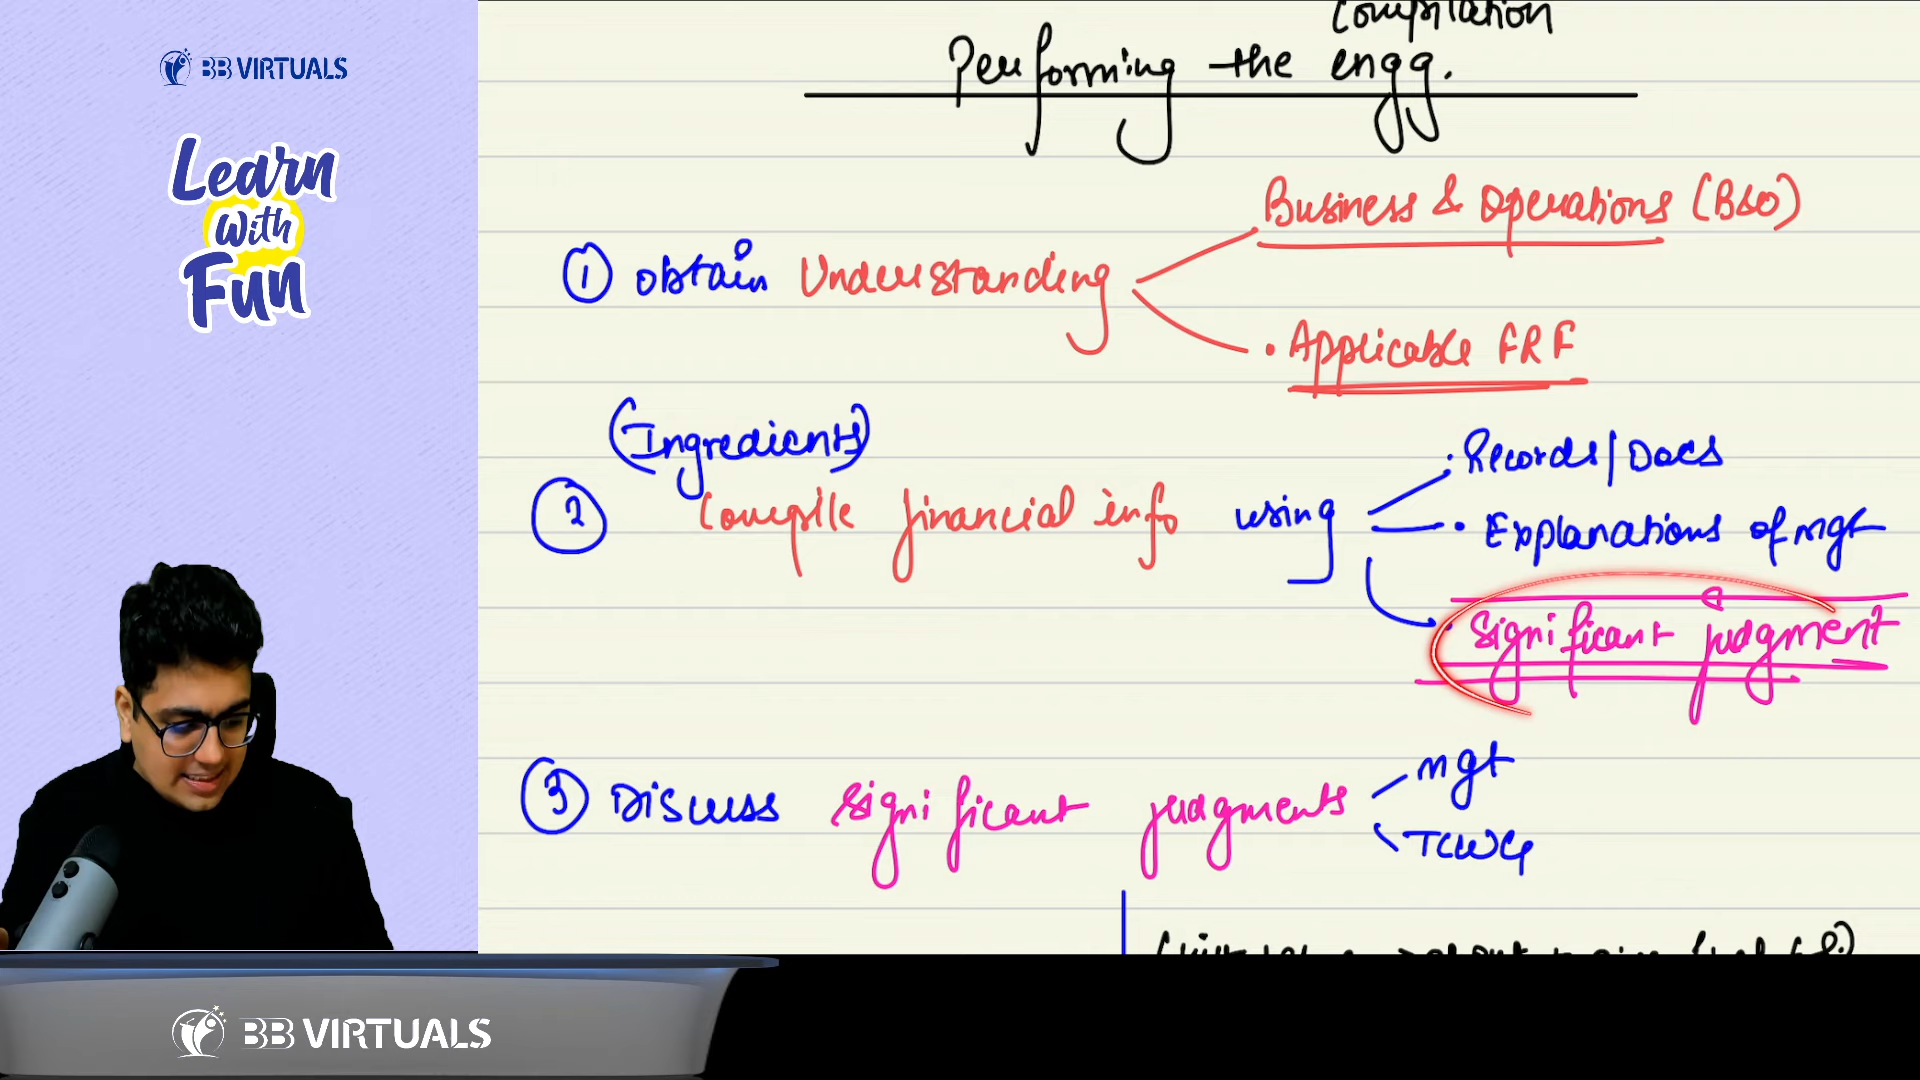 BB VIRTUALS
Learn
With
Fun
Compilation
Performing the engg.
Business & Operations (B&O)
① Obtain Understanding
• Applicable FRF
(Ingredients)
• Records/Docs
② Compile financial info using
• Explanations of mgt
• Significant judgment
③ Discuss significant judgments
mgt
TCWG
BB VIRTUALS